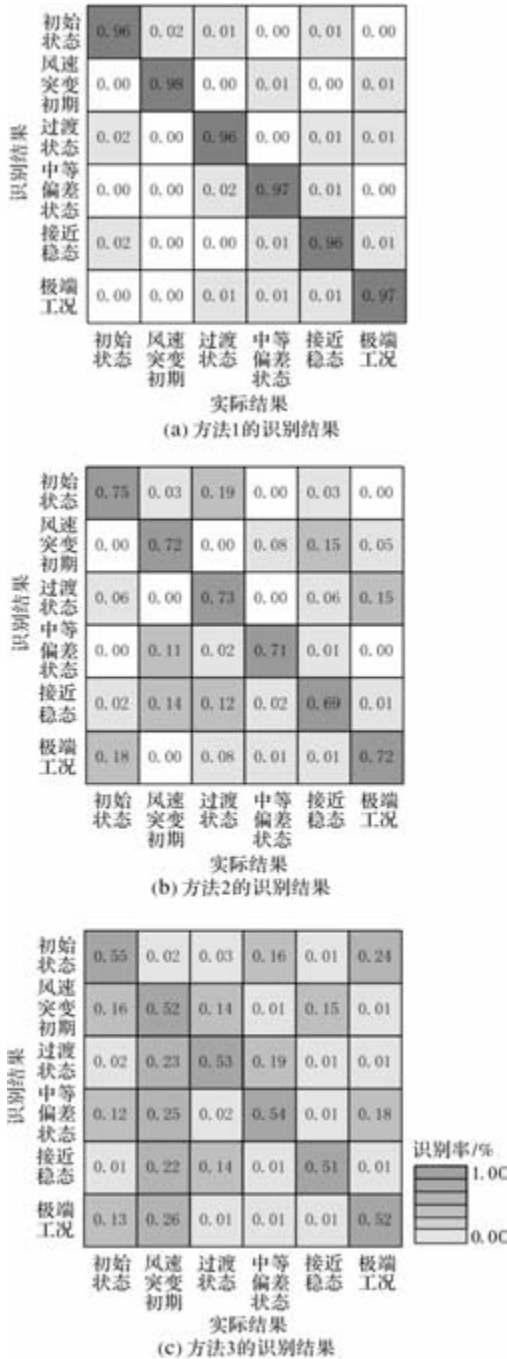 识别结果
初始
状态
0.96 0.02 0.01 0.00 0.01 0.00
风速
突变
初期
0.00 0.98 0.00 0.01 0.00 0.01
过渡
状态
0.02 0.00 0.96 0.00 0.01 0.01
中等
偏差
状态
0.00 0.00 0.02 0.97 0.01 0.00
接近
稳态
0.02 0.00 0.00 0.01 0.96 0.01
极端
工况
0.00 0.00 0.01 0.01 0.01 0.97
初始 风速 过渡 中等 接近 极端
状态 突变 状态 偏差 稳态 工况
初期 状态
实际结果
(a) 方法1的识别结果
识别结果
初始
状态
0.75 0.03 0.19 0.00 0.03 0.00
风速
突变
初期
0.00 0.72 0.00 0.08 0.15 0.05
过渡
状态
0.06 0.00 0.73 0.00 0.06 0.15
中等
偏差
状态
0.00 0.11 0.02 0.71 0.01 0.00
接近
稳态
0.02 0.14 0.12 0.02 0.69 0.01
极端
工况
0.18 0.00 0.08 0.01 0.01 0.72
初始 风速 过渡 中等 接近 极端
状态 突变 状态 偏差 稳态 工况
初期 状态
实际结果
(b) 方法2的识别结果
识别结果
初始
状态
0.55 0.02 0.03 0.16 0.01 0.24
风速
突变
初期
0.16 0.52 0.14 0.01 0.15 0.01
过渡
状态
0.02 0.23 0.53 0.19 0.01 0.01
中等
偏差
状态
0.12 0.25 0.02 0.54 0.01 0.18
接近
稳态
0.01 0.22 0.14 0.01 0.51 0.01
极端
工况
0.13 0.26 0.01 0.01 0.01 0.52
识别率/%
1.00
0.00
初始 风速 过渡 中等 接近 极端
状态 突变 状态 偏差 稳态 工况
初期 状态
实际结果
(c) 方法3的识别结果